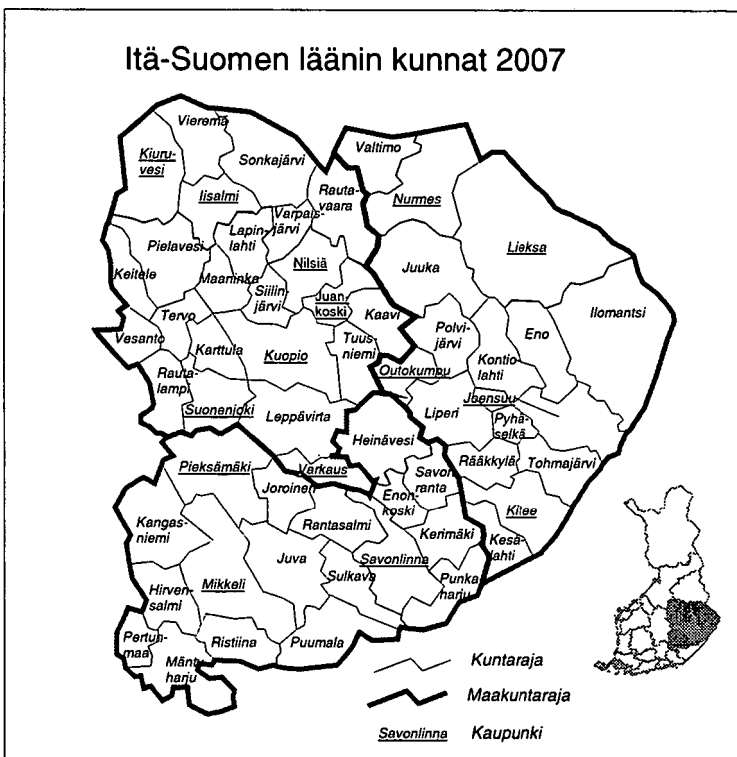 Itä-Suomen läänin kunnat 2007
Vieremä
Kiuru-
vesi
Sonkajärvi
Iisalmi
Rauta-
vaara
Varpais-
järvi
Lapin-
lahti
Pielavesi
Keitele
Maaninka
Siilin-
järvi
Nilsiä
Juan-
koski
Kaavi
Tervo
Vesanto
Karttula
Kuopio
Tuus-
niemi
Rauta-
lampi
Suonenjoki
Leppävirta
Varkaus
Valtimo
Nurmes
Lieksa
Juuka
Ilomantsi
Eno
Polvi-
järvi
Kontio-
lahti
Outokumpu
Joensuu
Liperi
Pyhä-
selkä
Rääkkylä
Tohmajärvi
Kitee
Kesä-
lahti
Heinävesi
Pieksämäki
Joroinen
Enon-
koski
Savon
ranta
Rantasalmi
Kerimäki
Kangas-
niemi
Juva
Savonlinna
Sulkava
Punka
harju
Mikkeli
Hirven-
salmi
Pertun-
maa
Mänt
harju
Ristiina
Puumala
Kuntaraja
Maakuntaraja
Savonlinna Kaupunki